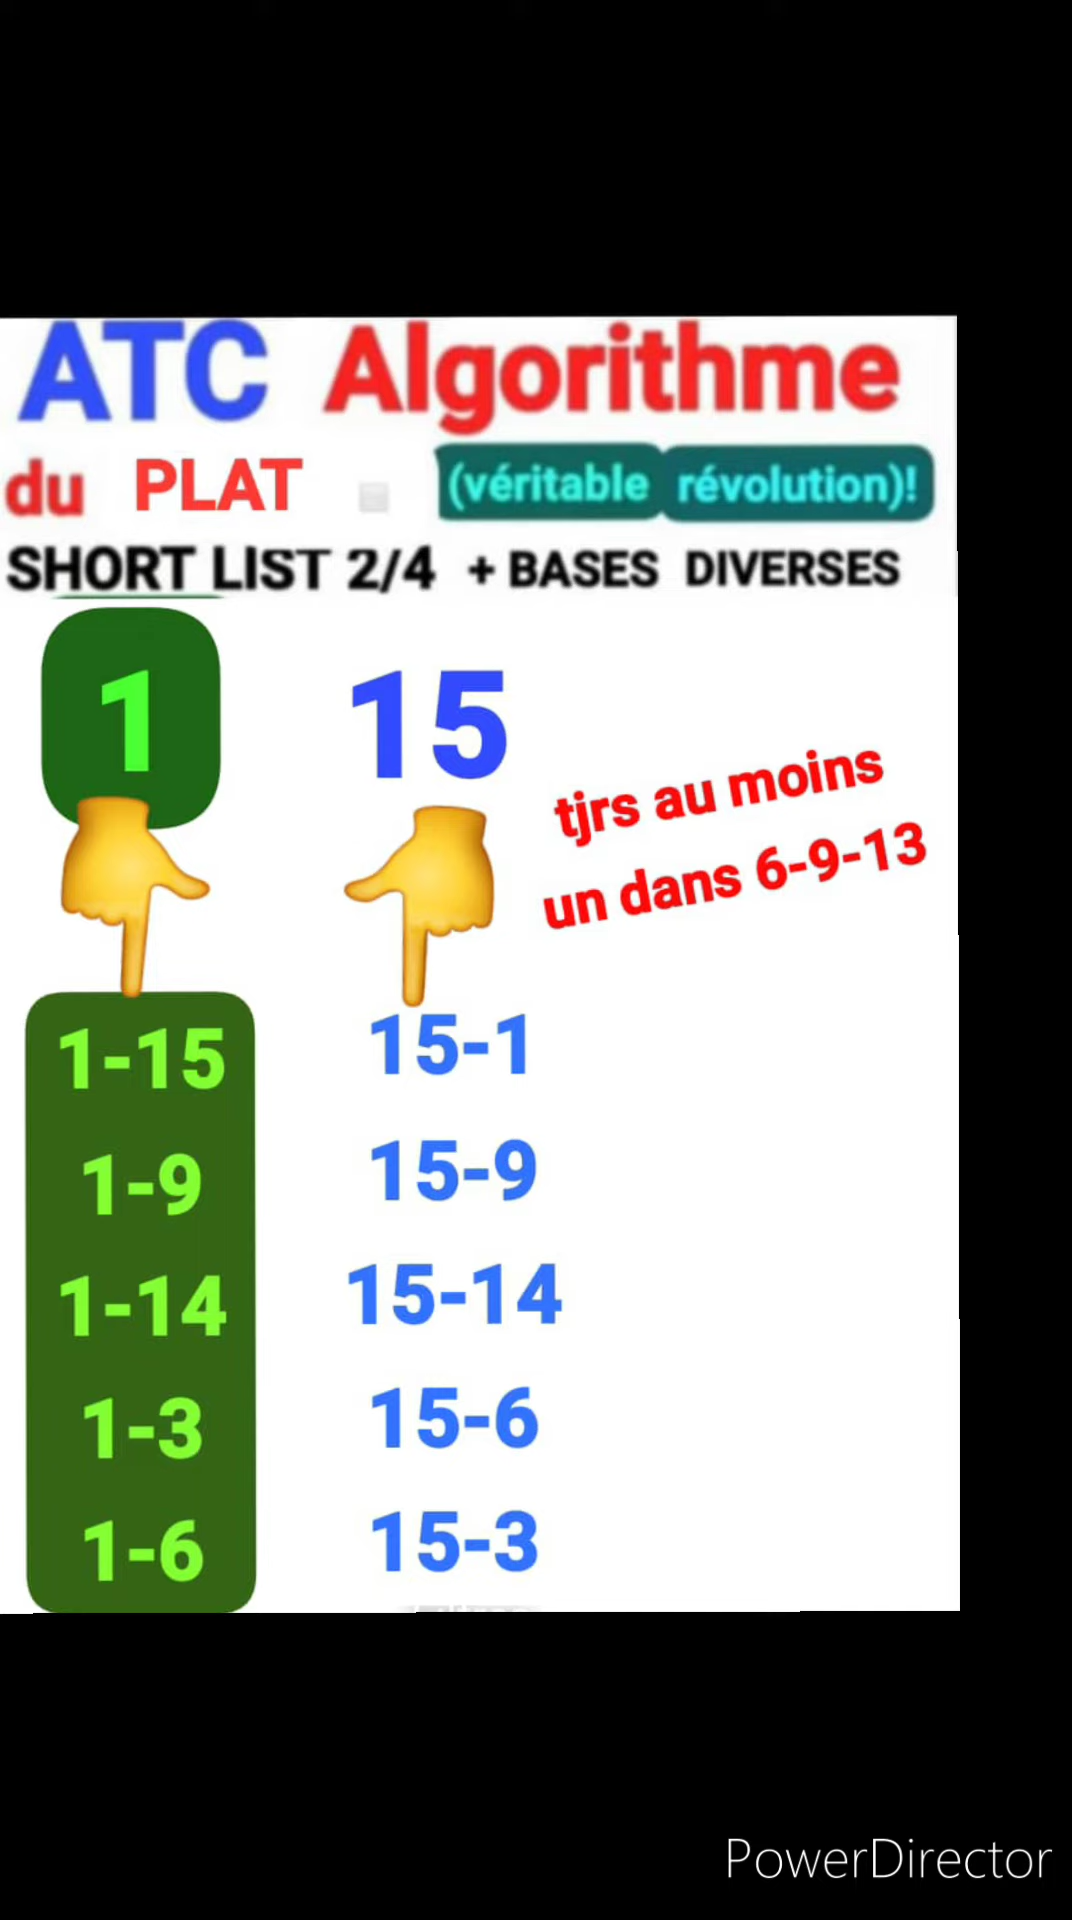 ATC Algorithme
du PLAT (véritable révolution)!
SHORT LIST 2/4 + BASES DIVERSES
1 15
tjrs au moins
un dans 6-9-13
1-15 15-1
1-9 15-9
1-14 15-14
1-3 15-6
1-6 15-3
PowerDirector